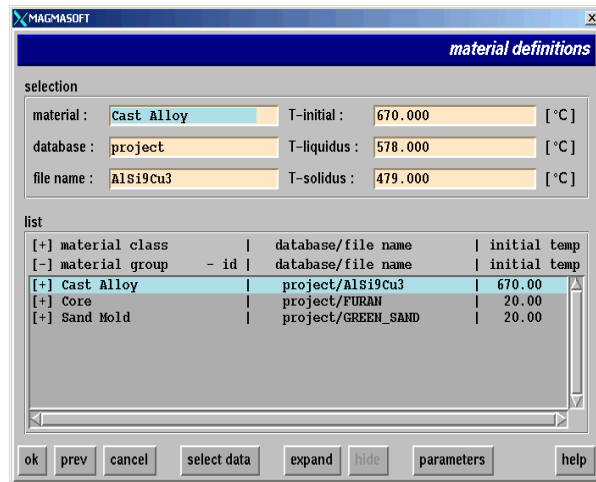 MAGMASOFT
material definitions
selection
material : Cast Alloy T-initial : 670.000 [ °C ]
database : project T-liquidus : 578.000 [ °C ]
file name : AlSi9Cu3 T-solidus : 479.000 [ °C ]
list
[+] material class | database/file name | initial temp
[-] material group - id | database/file name | initial temp
[+] Cast Alloy | project/AlSi9Cu3 | 670.00
[+] Core | project/FURAN | 20.00
[+] Sand Mold | project/GREEN_SAND | 20.00
ok prev cancel select data expand hide parameters help